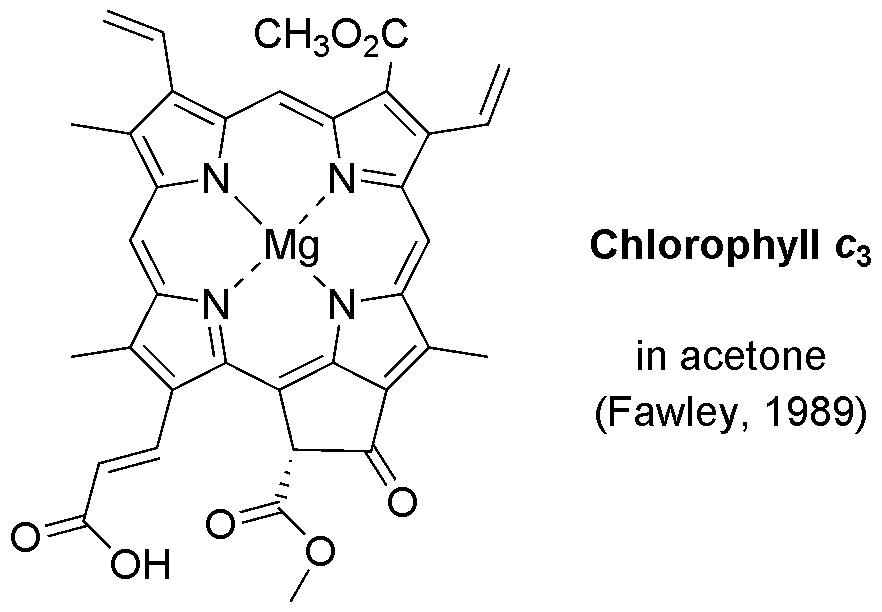 CH3O2C
N
N
Mg
Chlorophyll c3
N
N
in acetone
(Fawley, 1989)
O
O
O
OH
O